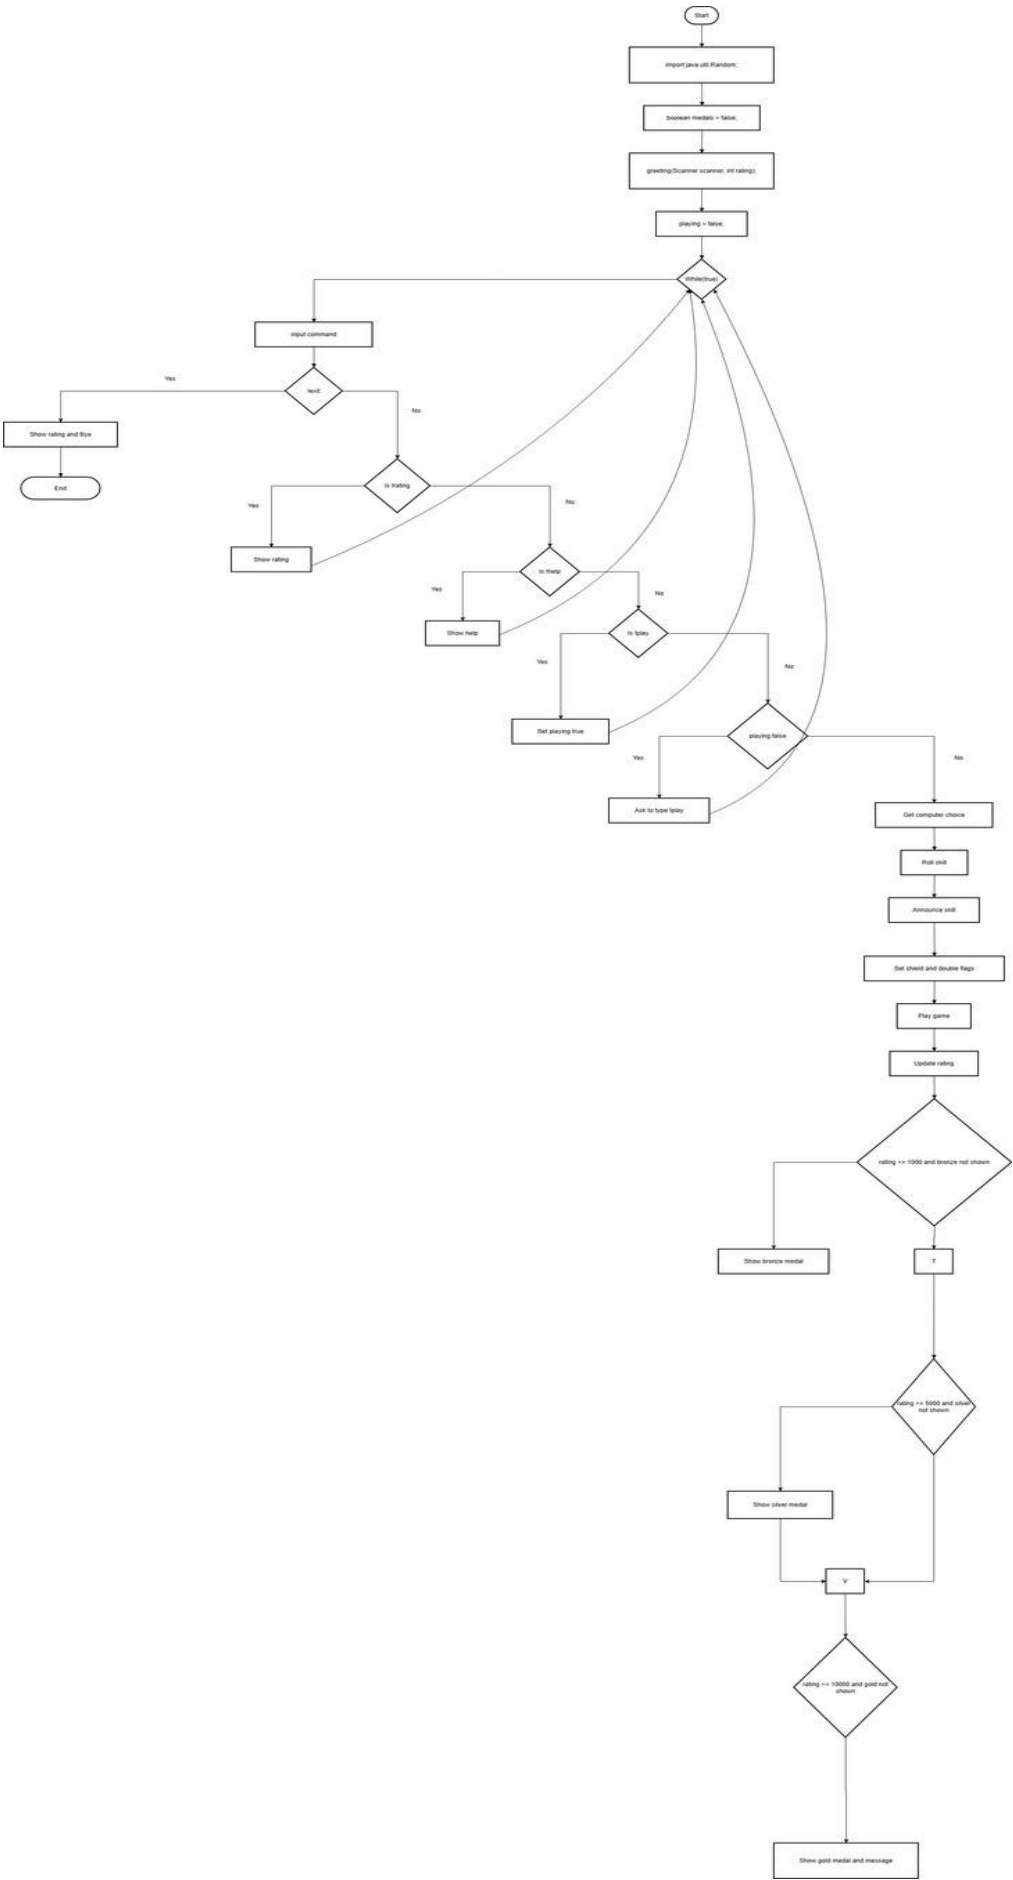 Start
import java.util.Random;
boolean medals = false;
greeting(Scanner scanner, int rating);
playing = false;
While(true)
input command
Yes
!exit
No
Show rating and Bye
End
Is !rating
Yes
No
Show rating
Is !help
Yes
No
Show help
Is !play
Yes
No
Set playing true
playing false
Yes
No
Ask to type !play
Get computer choice
Roll skill
Announce skill
Set shield and double flags
Play game
Update rating
rating >= 1000 and bronze not shown
Show bronze medal
T
rating >= 5000 and silver
not shown
Show silver medal
V
rating >= 10000 and gold not
shown
Show gold medal and message